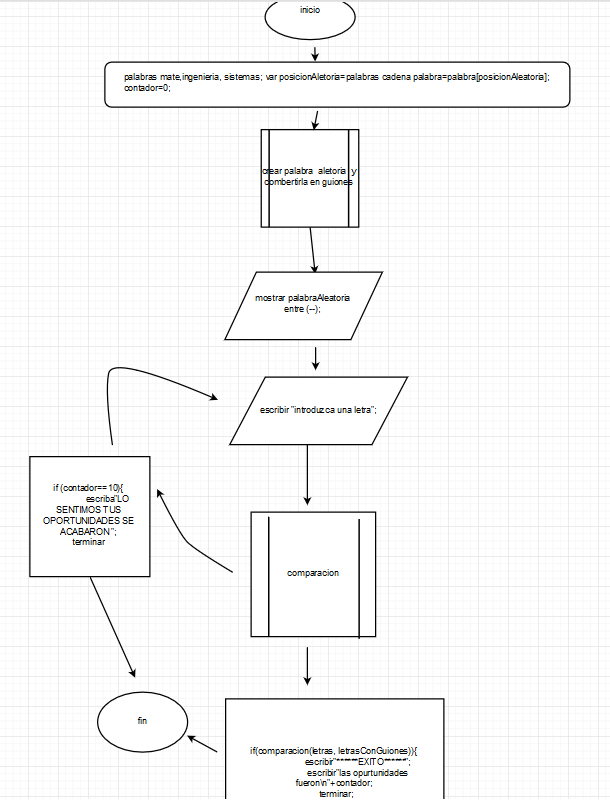 inicio
palabras mate,ingenieria, sistemas; var posicionAletoria=palabras cadena palabra=palabra[posicionAleatoria];
contador=0;
crear palabra aletoria y
combertirla en guiones
mostrar palabraAleatoria
entre (--);
escribir "introduzca una letra";
if (contador==10){
escriba"LO
SENTIMOS TUS
OPORTUNIDADES SE
ACABARON";
terminar
comparacion
fin
if(comparacion(letras, letrasConGuiones)){
escribir"******EXITO******";
escribir"las opurtunidades
fueron\n"+contador;
terminar;